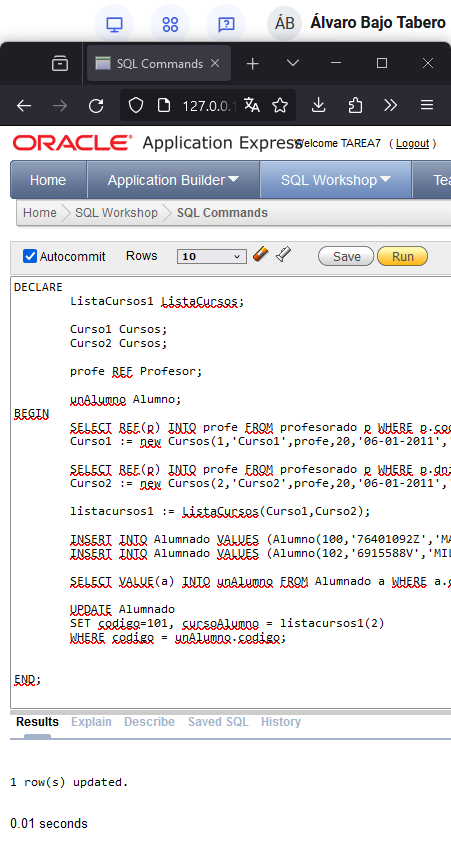 ÁB Álvaro Bajo Tabero
SQL Commands
127.0.0.1
ORACLE Application Express Welcome TAREA7 ( Logout )
Home Application Builder SQL Workshop Tea
Home SQL Workshop SQL Commands
Autocommit Rows 10 Save Run
DECLARE
ListaCursos1 ListaCursos;
Curso1 Cursos;
Curso2 Cursos;
profe REF Profesor;
unAlumno Alumno;
BEGIN
SELECT REF(p) INTO profe FROM profesorado p WHERE p.cod
Curso1 := new Cursos(1,'Curso1',profe,20,'06-01-2011',
SELECT REF(p) INTO profe FROM profesorado p WHERE p.dni
Curso2 := new Cursos(2,'Curso2',profe,20,'06-01-2011',
listacursos1 := ListaCursos(Curso1,Curso2);
INSERT INTO Alumnado VALUES (Alumno(100,'76401092Z','MA
INSERT INTO Alumnado VALUES (Alumno(102,'6915588V','MIL
SELECT VALUE(a) INTO unAlumno FROM Alumnado a WHERE a.c
UPDATE Alumnado
SET codigo=101, cursoAlumno = listacursos1(2)
WHERE codigo = unAlumno.codigo;
END;
Results Explain Describe Saved SQL History
1 row(s) updated.
0.01 seconds